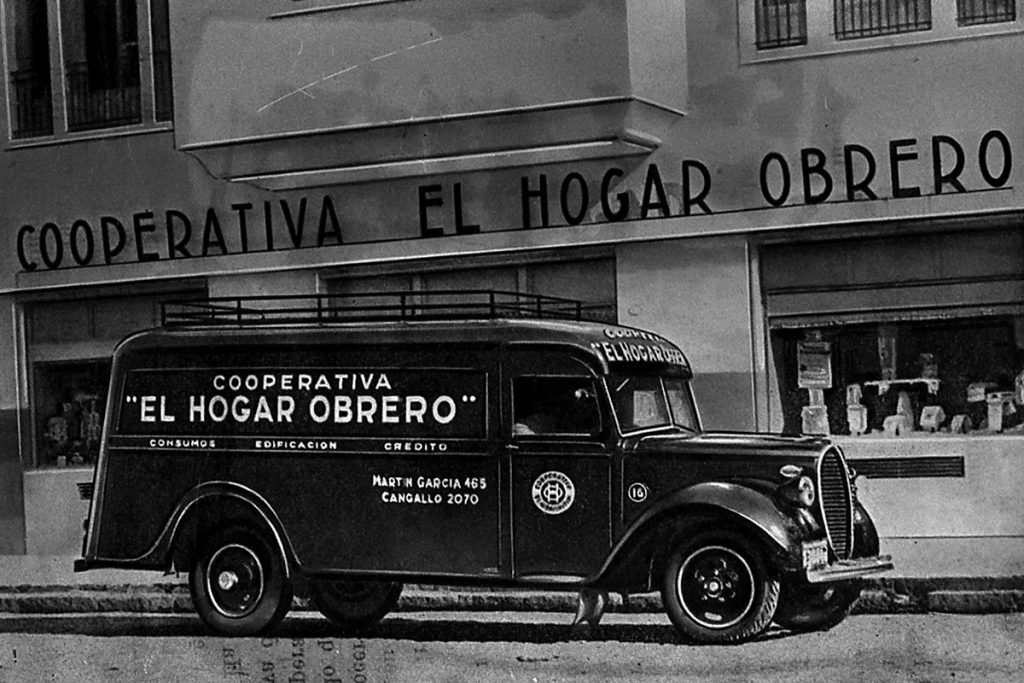 COOPERATIVA EL HOGAR OBRERO
"EL HOGAR OBRERO"
COOPERATIVA
"EL HOGAR OBRERO"
CONSUMOS EDIFICACION CREDITO
MARTIN GARCIA 465
CANGALLO 2070
16